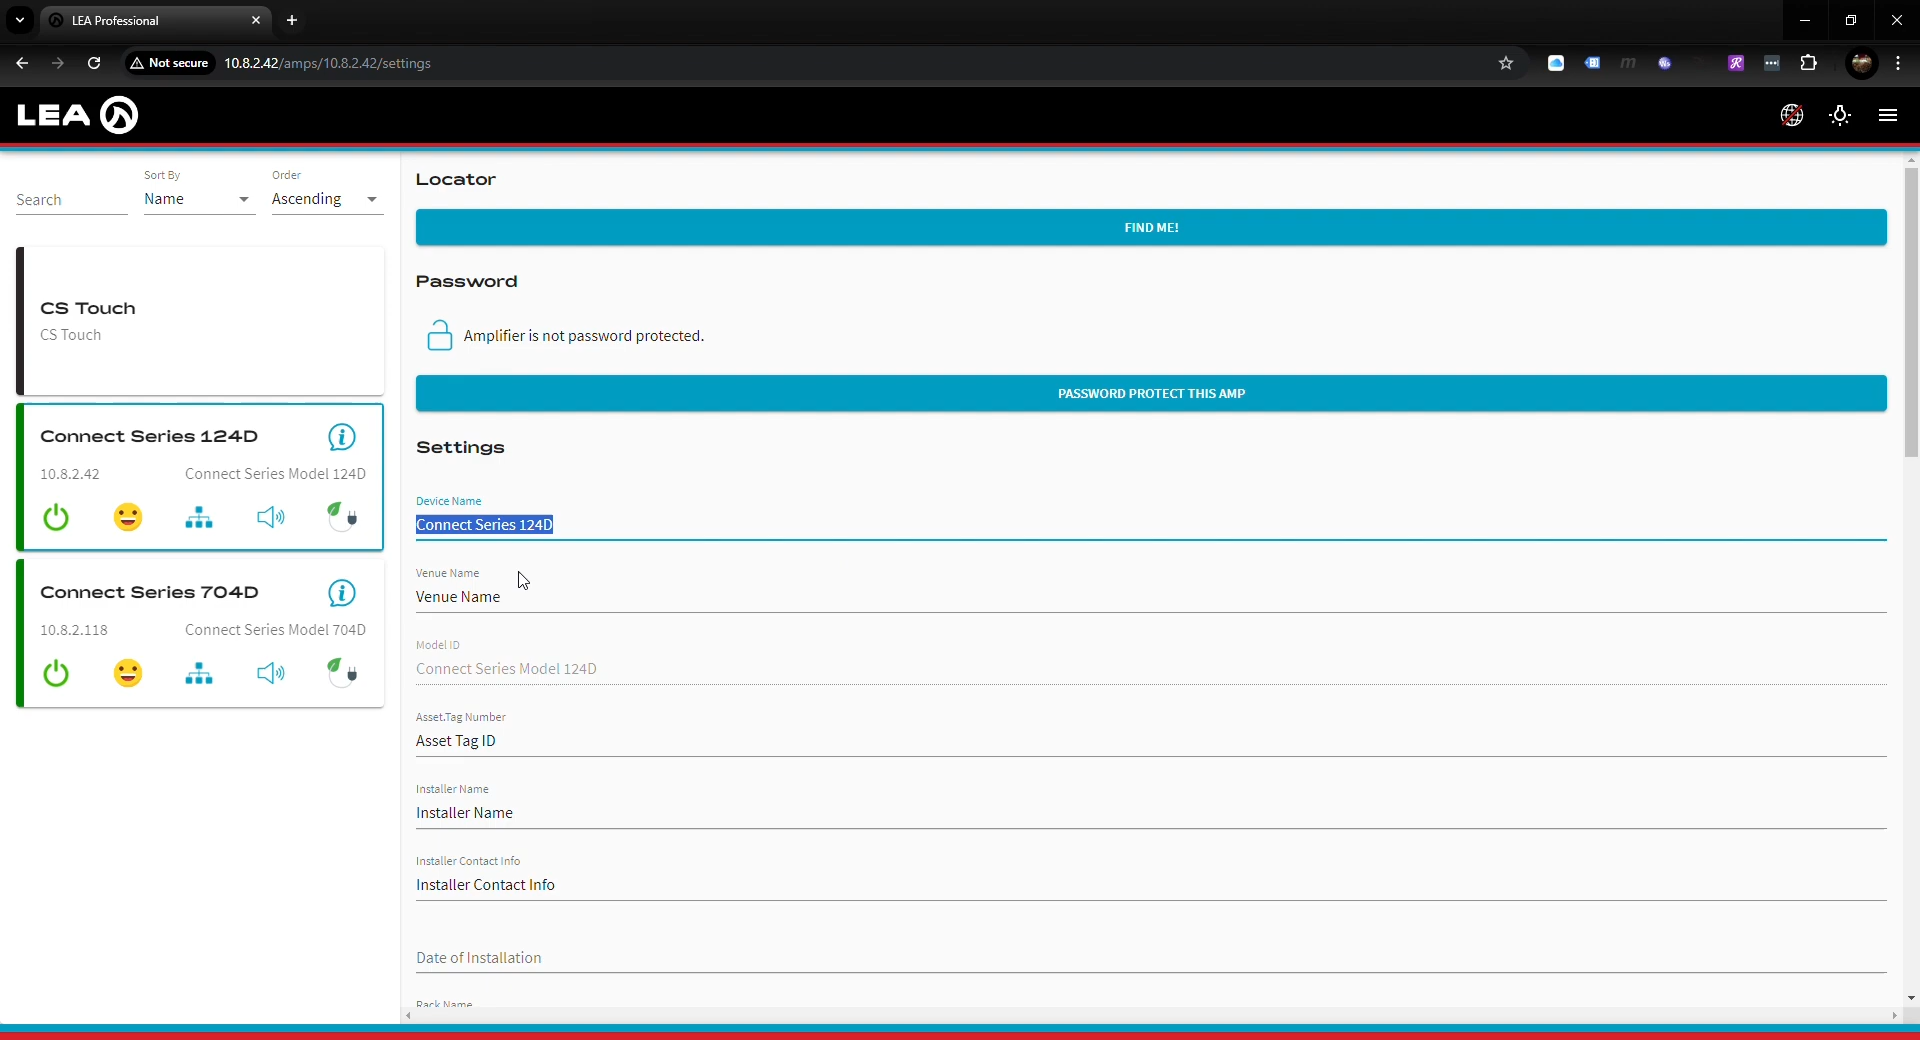 LEA Professional
Not secure
10.8.2.42/amps/10.8.2.42/settings
LEA
Search
Sort By
Name
Order
Ascending
CS Touch
CS Touch
Connect Series 124D
10.8.2.42
Connect Series Model 124D
Connect Series 704D
10.8.2.118
Connect Series Model 704D
Locator
FIND ME!
Password
Amplifier is not password protected.
PASSWORD PROTECT THIS AMP
Settings
Device Name
Connect Series 124D
Venue Name
Venue Name
Model ID
Connect Series Model 124D
Asset.Tag Number
Asset Tag ID
Installer Name
Installer Name
Installer Contact Info
Installer Contact Info
Date of Installation
Rack Name